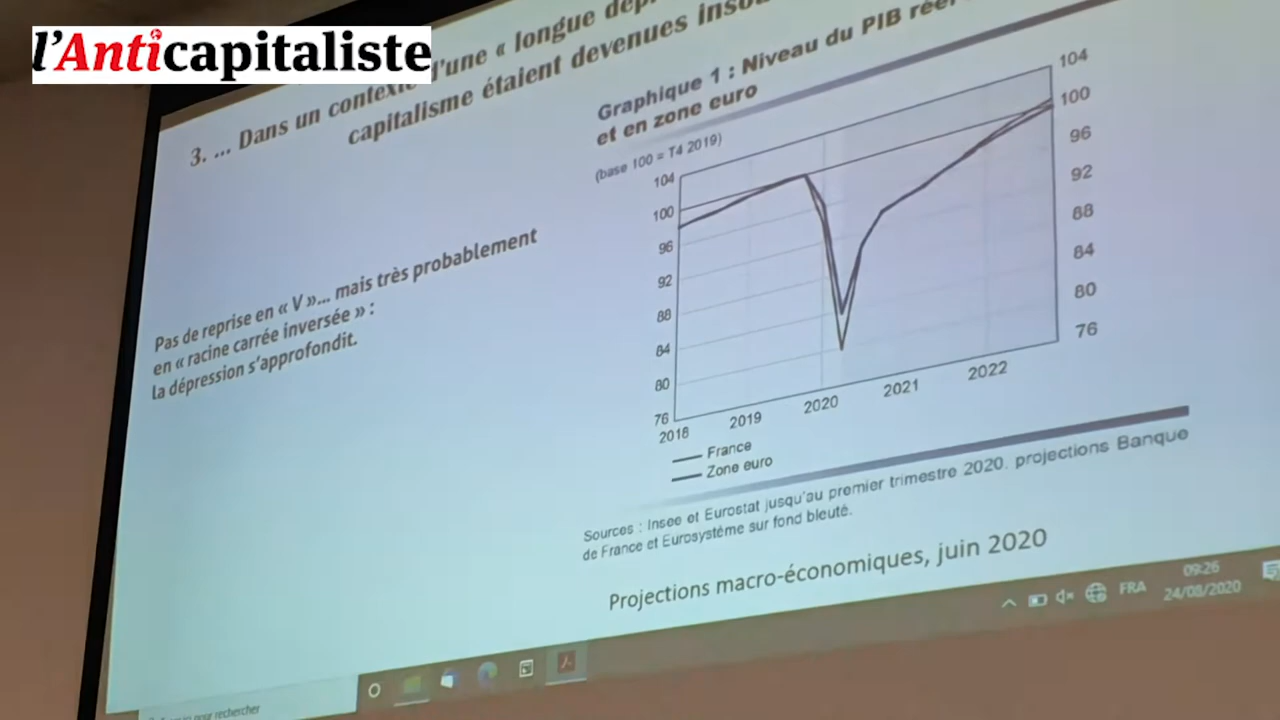 l'Anticapitaliste
3. ... Dans un contexte d'une « longue
capitalisme étaient devenues
Pas de reprise en « V »... mais très probablement
en « racine carrée inversée » :
la dépression s'approfondit.
Graphique 1 : Niveau du PIB réel
et en zone euro
(base 100 = T4 2019)
104
100
96
92
88
84
80
76
104
100
96
92
88
84
80
76
2018
2019
2020
2021
2022
France
Zone euro
Sources : Insee et Eurostat jusqu'au premier trimestre 2020, projections Banque
de France et Eurosystème sur fond bleuté.
Projections macro-économiques, juin 2020
FRA
09:26
24/08/2020
pour rechercher